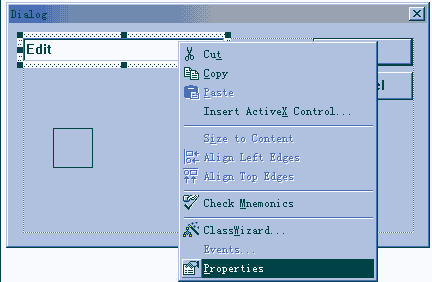 Dialog
Edit
Cut
Copy
Paste
Insert ActiveX Control...
Size to Content
Align Left Edges
Align Top Edges
Check Mnemonics
ClassWizard...
Events...
Properties